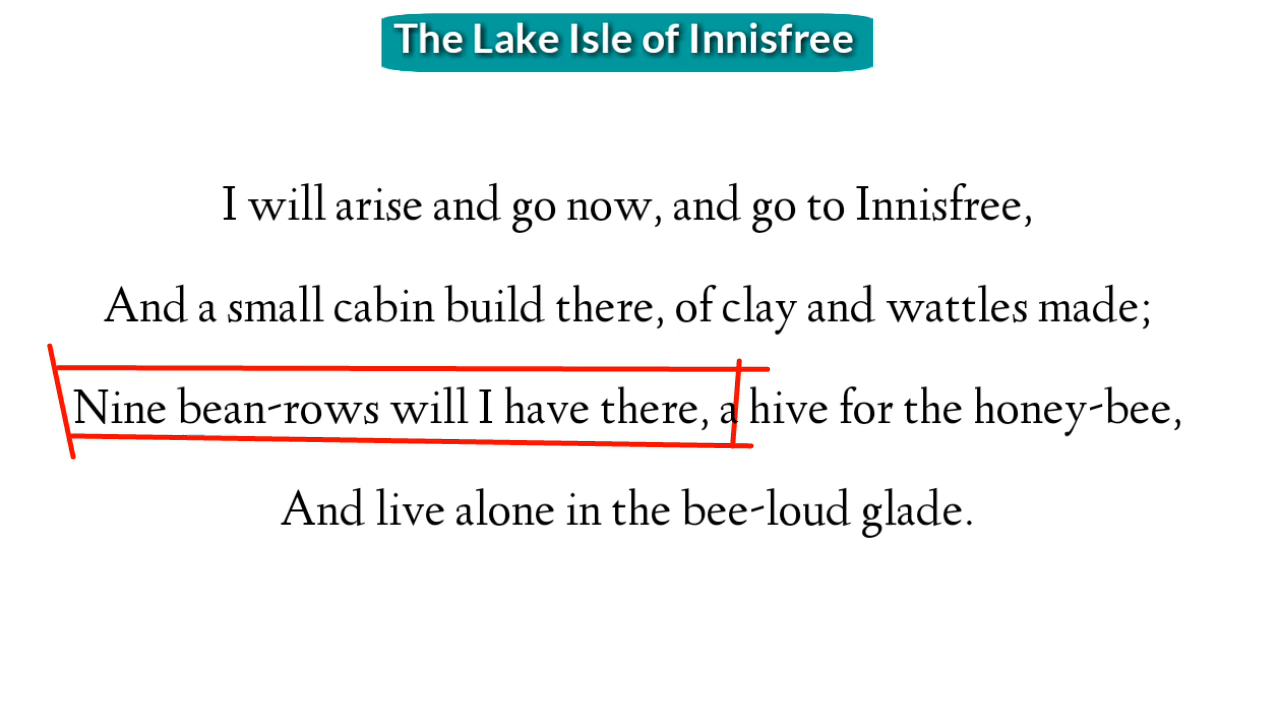 The Lake Isle of Innisfree
I will arise and go now, and go to Innisfree,
And a small cabin build there, of clay and wattles made;
Nine bean-rows will I have there, a hive for the honey-bee,
And live alone in the bee-loud glade.